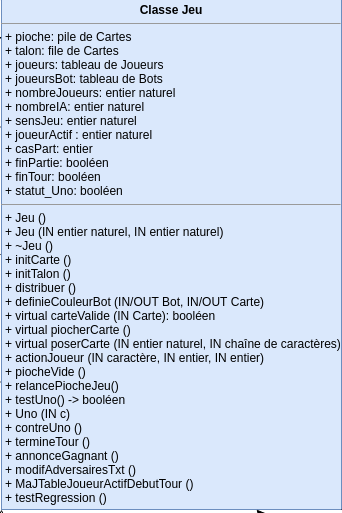 Classe Jeu
+ pioche: pile de Cartes
+ talon: file de Cartes
+ joueurs: tableau de Joueurs
+ joueursBot: tableau de Bots
+ nombreJoueurs: entier naturel
+ nombreIA: entier naturel
+ sensJeu: entier naturel
+ joueurActif : entier naturel
+ casPart: entier
+ finPartie: booléen
+ finTour: booléen
+ statut_Uno: booléen
+ Jeu ()
+ Jeu (IN entier naturel, IN entier naturel)
+ ~Jeu ()
+ initCarte ()
+ initTalon ()
+ distribuer ()
+ definieCouleurBot (IN/OUT Bot, IN/OUT Carte)
+ virtual carteValide (IN Carte): booléen
+ virtual piocherCarte ()
+ virtual poserCarte (IN entier naturel, IN chaîne de caractères)
+ actionJoueur (IN caractère, IN entier, IN entier)
+ piocheVide ()
+ relancePiocheJeu()
+ testUno() -> booléen
+ Uno (IN c)
+ contreUno ()
+ termineTour ()
+ annonceGagnant ()
+ modifAdversairesTxt ()
+ MaJTableJoueurActifDebutTour ()
+ testRegression ()